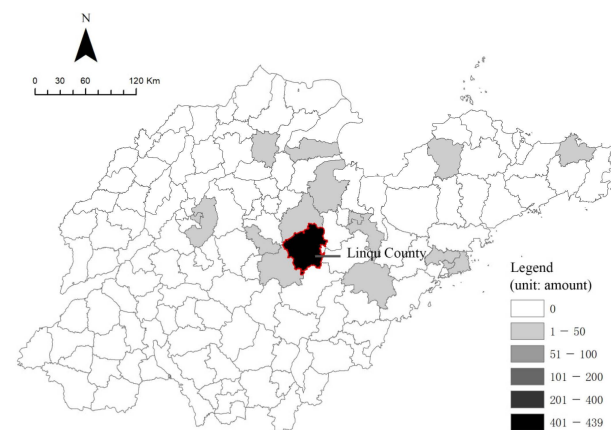 N
0 30 60 120 Km
Linqu County
Legend
(unit: amount)
0
1 – 50
51 – 100
101 – 200
201 – 400
401 – 439